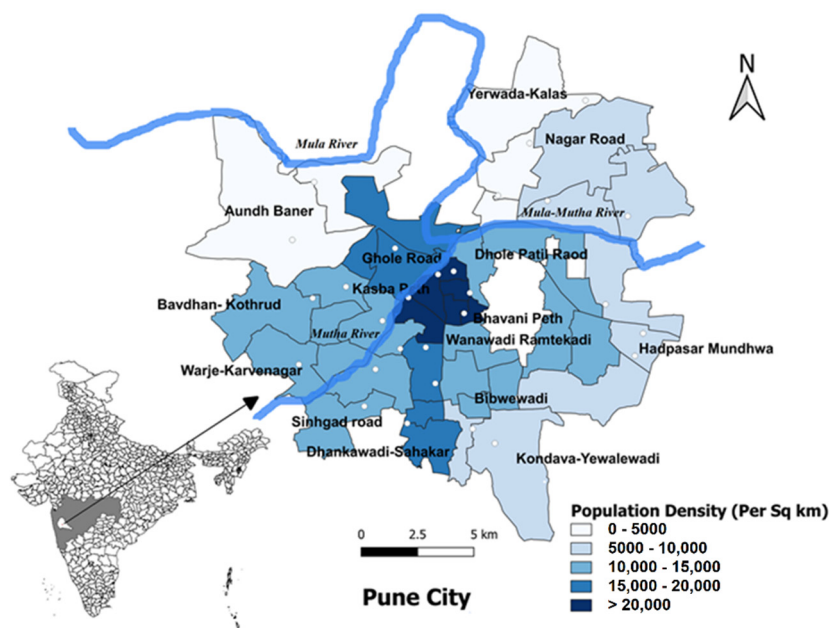 N
Yerwada-Kalas
Nagar Road
Mula River
Aundh Baner
Mula-Mutha River
Ghole Road
Dhole Patil Raod
Kasba Peth
Bavdhan- Kothrud
Bhavani Peth
Mutha River
Wanawadi Ramtekadi
Hadpasar Mundhwa
Warje-Karvenagar
Bibwewadi
Sinhgad road
Dhankawadi-Sahakar
Kondava-Yewalewadi
Population Density (Per Sq km)
0 - 5000
5000 - 10,000
10,000 - 15,000
15,000 - 20,000
> 20,000
0 2.5 5 km
Pune City